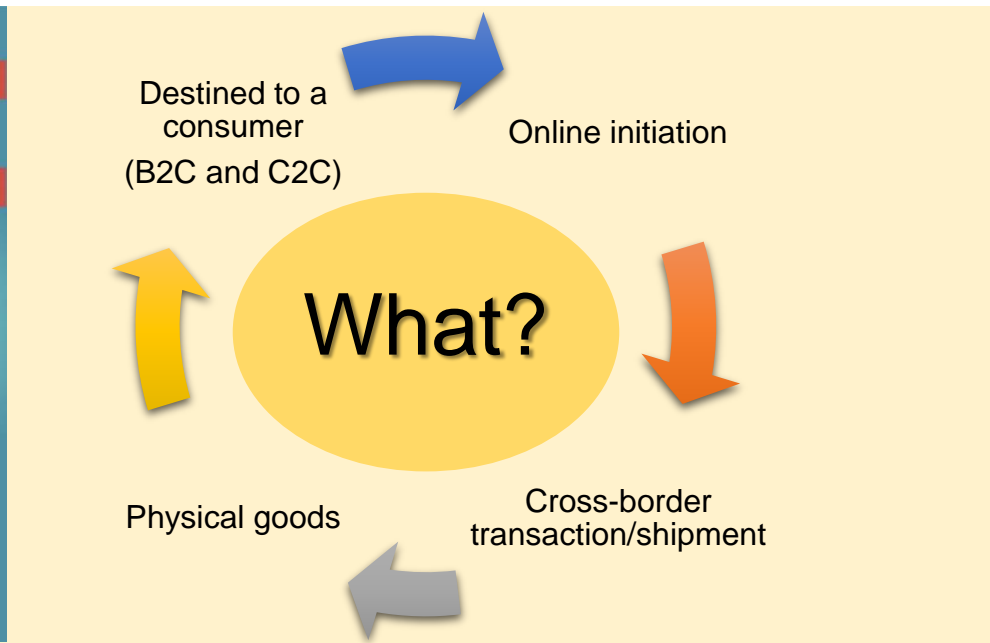 Destined to a
consumer
(B2C and C2C)
Online initiation
What?
Physical goods
Cross-border
transaction/shipment